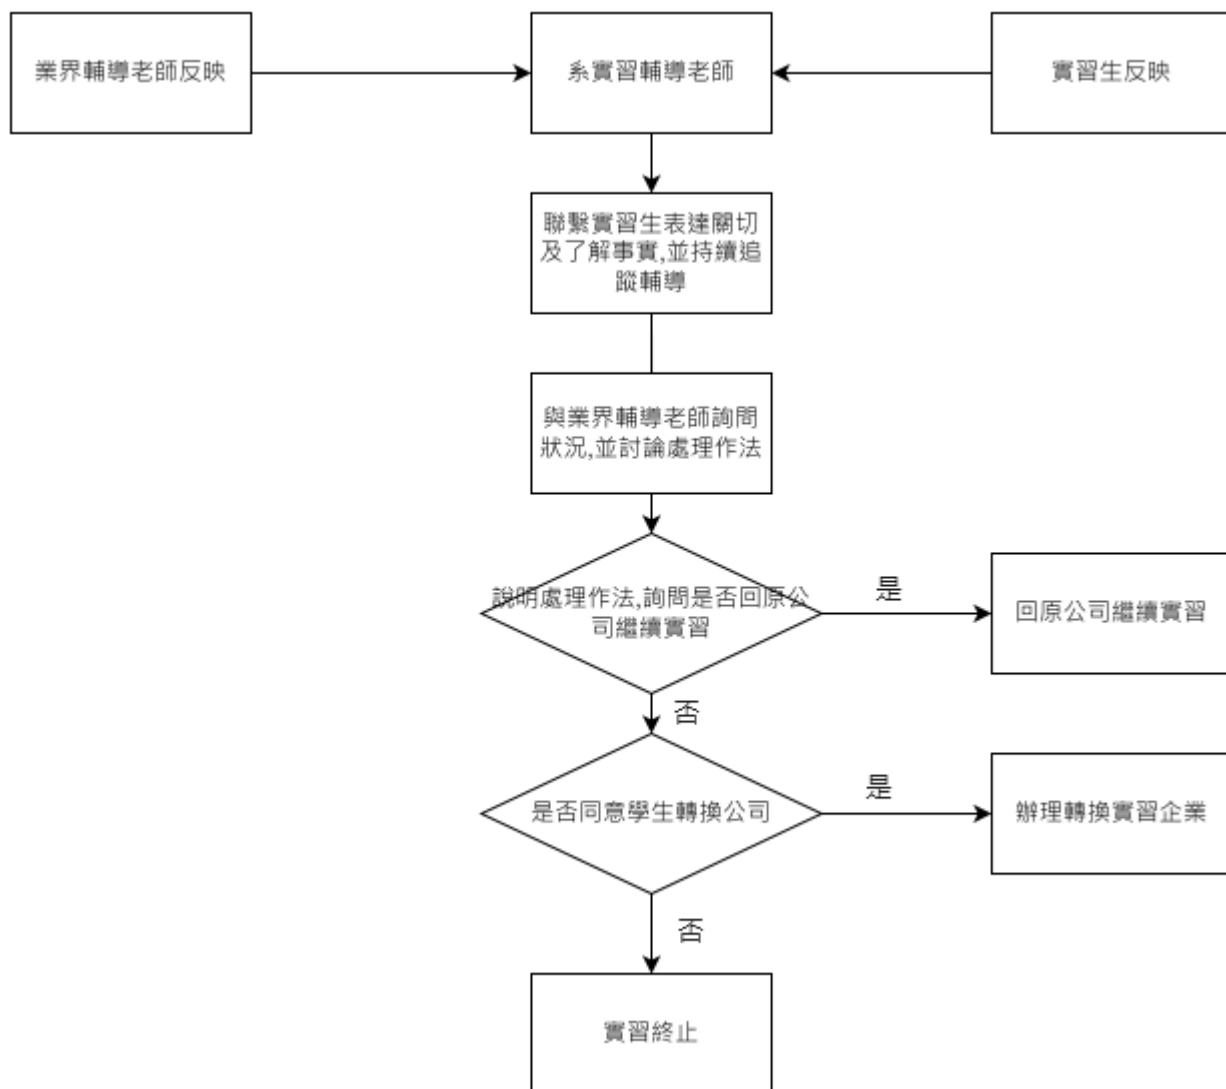 業界輔導老師反映
系實習輔導老師
實習生反映
聯繫實習生表達關切
及了解事實,並持續追
蹤輔導
與業界輔導老師詢問
狀況,並討論處理作法
說明處理作法,詢問是否回原公
司繼續實習
是
回原公司繼續實習
否
是否同意學生轉換公司
是
辦理轉換實習企業
否
實習終止